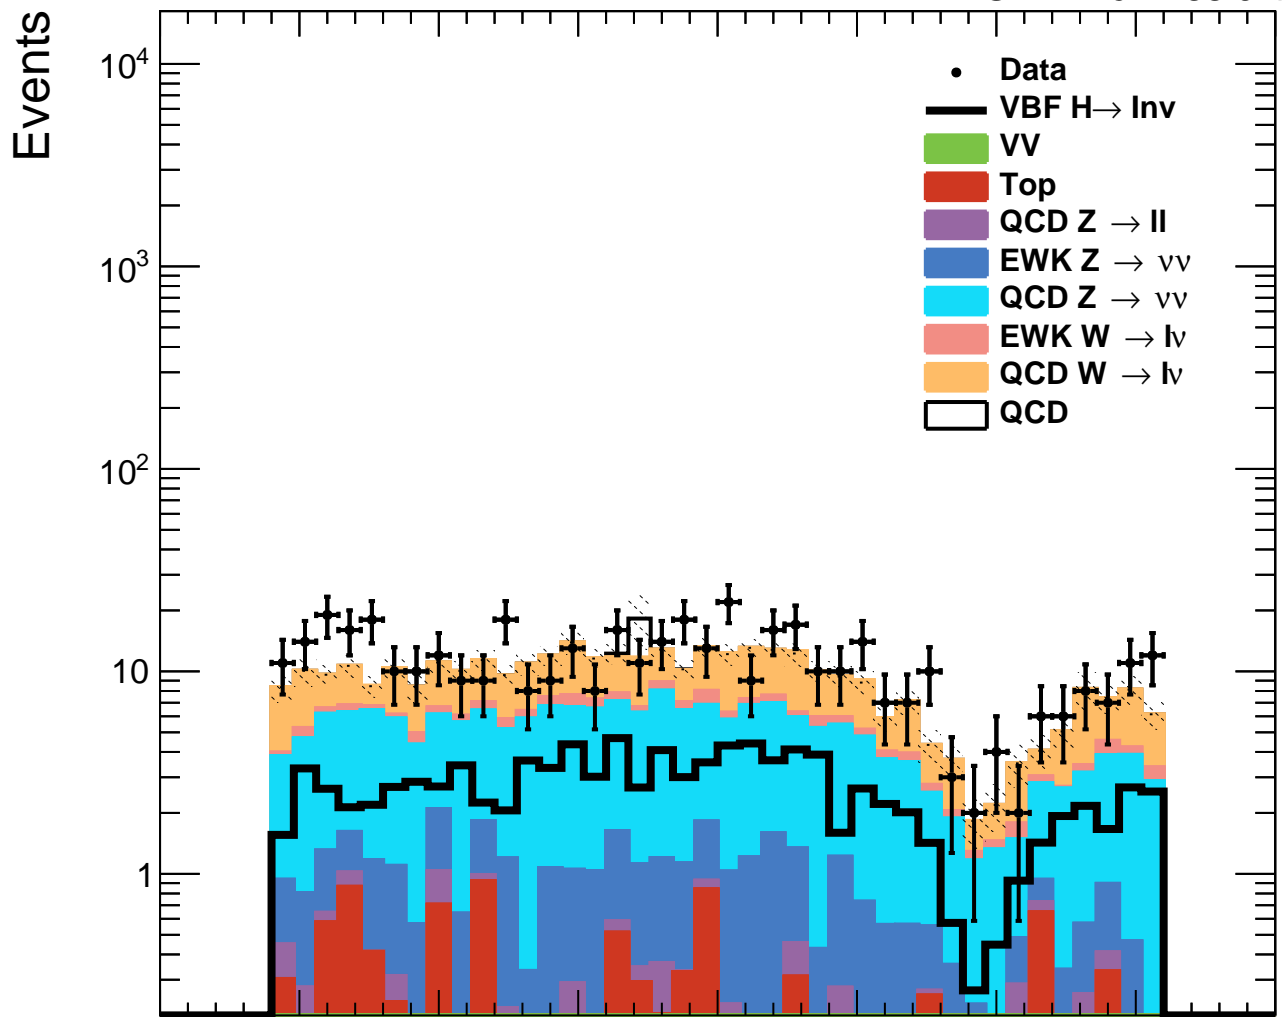 Events
10^4
10^3
10^2
10
1
Data
VBF H→ Inv
VV
Top
QCD Z → ll
EWK Z → νν
QCD Z → νν
EWK W → lν
QCD W → lν
QCD